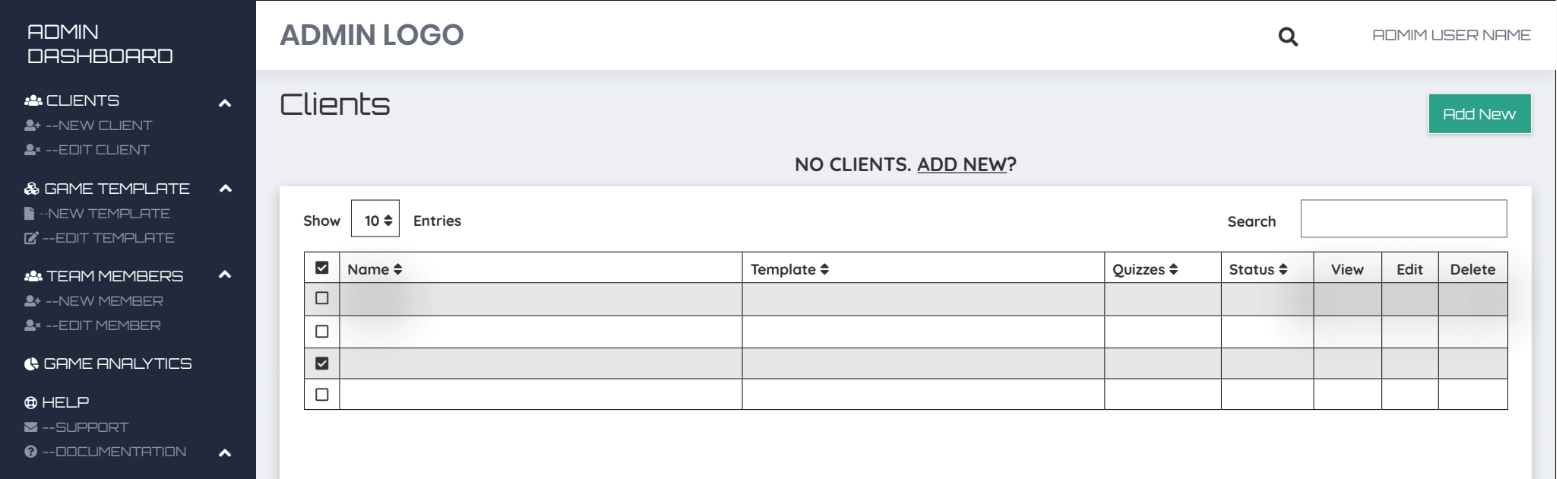 ADMIN
DASHBOARD
CLIENTS
--NEW CLIENT
--EDIT CLIENT
GAME TEMPLATE
--NEW TEMPLATE
--EDIT TEMPLATE
TEAM MEMBERS
--NEW MEMBER
--EDIT MEMBER
GAME ANALYTICS
HELP
--SUPPORT
--DOCUMENTATION
ADMIN LOGO
ADMIM USER NAME
Clients
Add New
NO CLIENTS. ADD NEW?
Show 10 Entries Search
Name Template Quizzes Status View Edit Delete